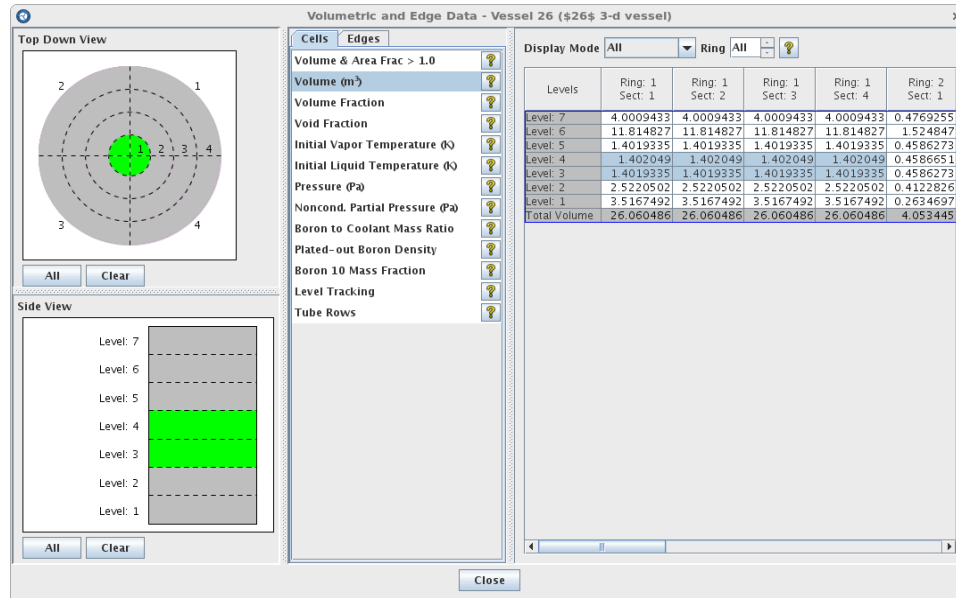 Volumetric and Edge Data - Vessel 26 ($26$ 3-d vessel)
Top Down View
2 1
1 2 3 4
3 4
All Clear
Side View
Level: 7
Level: 6
Level: 5
Level: 4
Level: 3
Level: 2
Level: 1
All Clear
Cells Edges
Volume & Area Frac > 1.0 ?
Volume (m³) ?
Volume Fraction ?
Void Fraction ?
Initial Vapor Temperature (K) ?
Initial Liquid Temperature (K) ?
Pressure (Pa) ?
Noncond. Partial Pressure (Pa) ?
Boron to Coolant Mass Ratio ?
Plated-out Boron Density ?
Boron 10 Mass Fraction ?
Level Tracking ?
Tube Rows ?
Display Mode All Ring All ?
Levels Ring: 1 Ring: 1 Ring: 1 Ring: 1 Ring: 2
Sect: 1 Sect: 2 Sect: 3 Sect: 4 Sect: 1
Level: 7 4.0009433 4.0009433 4.0009433 4.0009433 0.4769255
Level: 6 11.814827 11.814827 11.814827 11.814827 1.524847
Level: 5 1.4019335 1.4019335 1.4019335 1.4019335 0.4586273
Level: 4 1.402049 1.402049 1.402049 1.402049 0.4586651
Level: 3 1.4019335 1.4019335 1.4019335 1.4019335 0.4586273
Level: 2 2.5220502 2.5220502 2.5220502 2.5220502 0.4122826
Level: 1 3.5167492 3.5167492 3.5167492 3.5167492 0.2634697
Total Volume 26.060486 26.060486 26.060486 26.060486 4.053445
Close